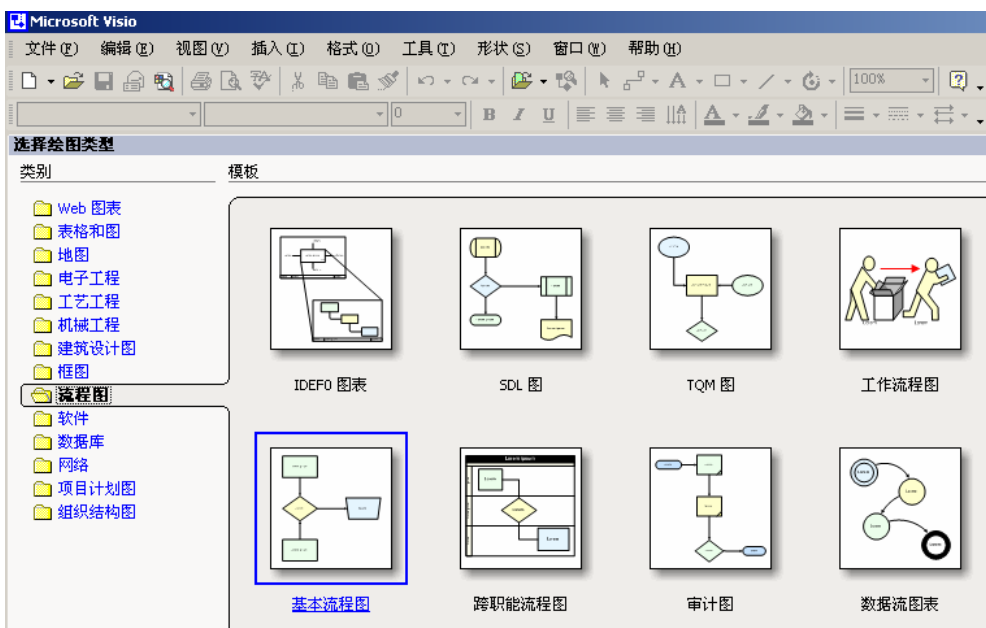 Microsoft Visio
文件(F) 编辑(E) 视图(V) 插入(I) 格式(O) 工具(T) 形状(S) 窗口(W) 帮助(H)
100%
0 B I U A
选择绘图类型
类别
模板
Web 图表
表格和图
地图
电子工程
工艺工程
机械工程
建筑设计图
框图
流程图
软件
数据库
网络
项目计划图
组织结构图
IDEF0 图表
SDL 图
TQM 图
工作流程图
基本流程图
跨职能流程图
审计图
数据流图表